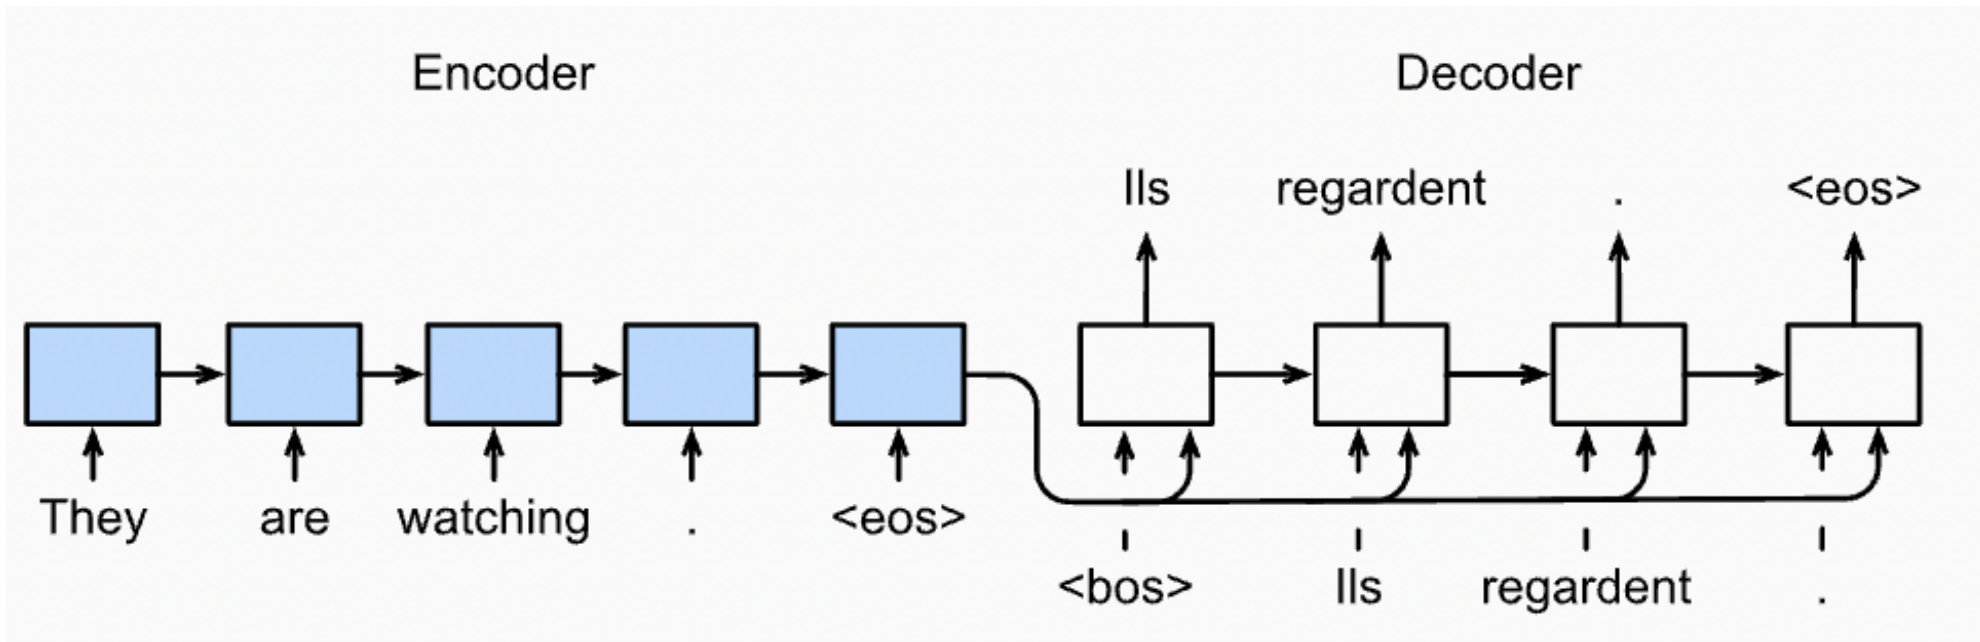 Encoder Decoder
Ils regardent . <eos>
They are watching . <eos>
<bos> Ils regardent .